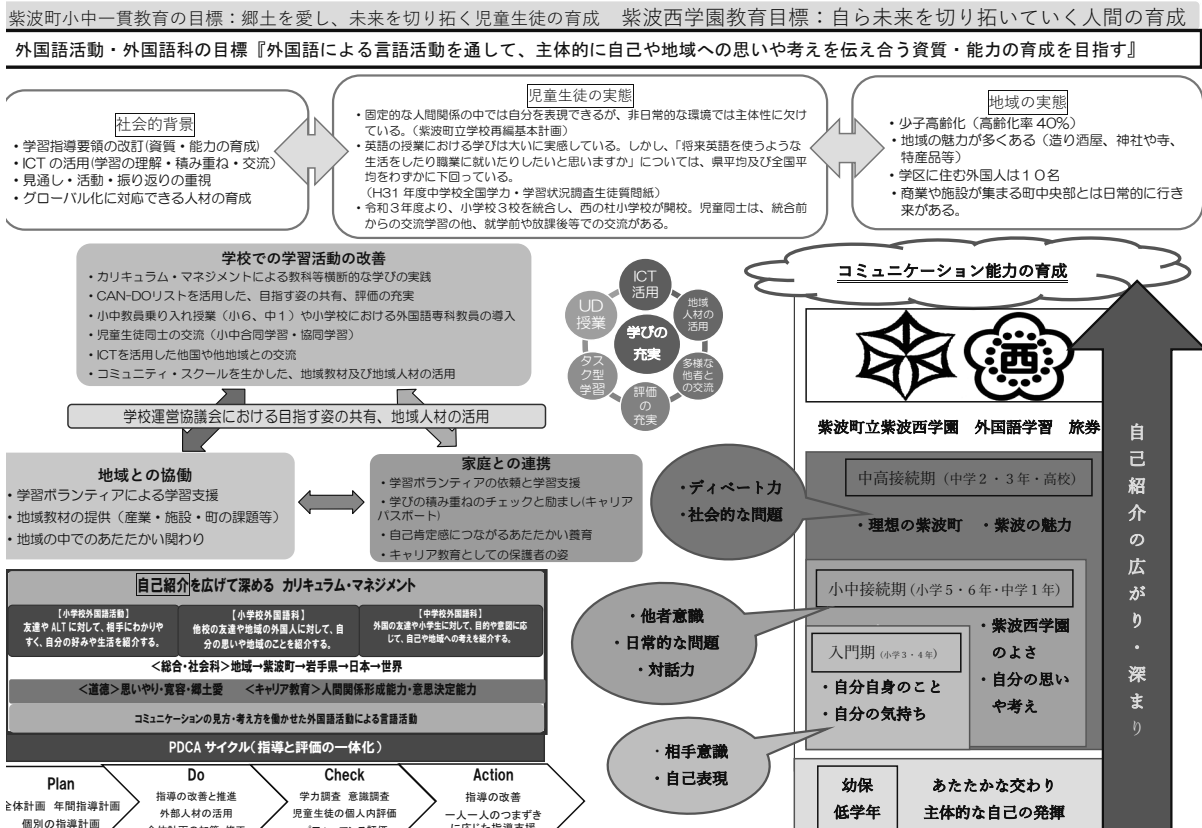 紫波町小中一貫教育の目標：郷土を愛し、未来を切り拓く児童生徒の育成　紫波西学園教育目標：自ら未来を切り拓いていく人間の育成
外国語活動・外国語科の目標『外国語による言語活動を通して、主体的に自己や地域への思いや考えを伝え合う資質・能力の育成を目指す』
社会的背景
・学習指導要領の改訂(資質・能力の育成)
・ICT の活用(学習の理解・積み重ね・交流)
・見通し・活動・振り返りの重視
・グローバル化に対応できる人材の育成
児童生徒の実態
・固定的な人間関係の中では自分を表現できるが、非日常的な環境では主体性に欠け
ている。（紫波町立学校再編基本計画）
・英語の授業における学びは大いに実感している。しかし、「将来英語を使うような
生活をしたり職業に就いたりしたいと思いますか」については、県平均及び全国平
均をわずかに下回っている。
（H31 年度中学校全国学力・学習状況調査生徒質問紙）
・令和３年度より、小学校３校を統合し、西の杜小学校が開校。児童同士は、統合前
からの交流学習の他、就学前や放課後等での交流がある。
地域の実態
・少子高齢化（高齢化率 40%）
・地域の魅力が多くある（造り酒屋、神社や寺、
特産品等）
・学区に住む外国人は１０名
・商業や施設が集まる町中央部とは日常的に行き
来がある。
学校での学習活動の改善
・カリキュラム・マネジメントによる教科等横断的な学びの実践
・CAN-DOリストを活用した、目指す姿の共有、評価の充実
・小中教員乗り入れ授業（小６、中１）や小学校における外国語専科教員の導入
・児童生徒同士の交流（小中合同学習・協同学習）
・ICTを活用した他国や他地域との交流
・コミュニティ・スクールを生かした、地域教材及び地域人材の活用
学校運営協議会における目指す姿の共有、地域人材の活用
地域との協働
・学習ボランティアによる学習支援
・地域教材の提供（産業・施設・町の課題等）
・地域の中でのあたたかい関わり
家庭との連携
・学習ボランティアの依頼と学習支援
・学びの積み重ねのチェックと励まし(キャリア
パスポート)
・自己肯定感につながるあたたかい養育
・キャリア教育としての保護者の姿
ICT
活用
地域
人材の
活用
多様な
他者と
の交流
評価
の
充実
タス
ク型
学習
UD
授業
学びの
充実
コミュニケーション能力の育成
西
紫波町立紫波西学園　外国語学習　旅券
中高接続期（中学２・３年・高校）
・理想の紫波町　・紫波の魅力
・ディベート力
・社会的な問題
小中接続期（小学５・６年・中学１年）
・紫波西学園
のよさ
・自分の思い
や考え
・他者意識
・日常的な問題
・対話力
入門期（小学３・４年）
・自分自身のこと
・自分の気持ち
・相手意識
・自己表現
幼保
低学年
あたたかな交わり
主体的な自己の発揮
自己紹介の広がり・深まり
自己紹介を広げて深める カリキュラム・マネジメント
【小学校外国語活動】
友達や ALT に対して、相手にわかりや
すく、自分の好みや生活を紹介する。
【小学校外国語科】
他校の友達や地域の外国人に対して、自
分の思いや地域のことを紹介する。
【中学校外国語科】
外国の友達や小学生に対して、目的や意図に応
じて、自己や地域への考えを紹介する。
＜総合・社会科＞地域→紫波町→岩手県→日本→世界
＜道徳＞思いやり・寛容・郷土愛　＜キャリア教育＞人間関係形成能力・意思決定能力
コミュニケーションの見方・考え方を働かせた外国語活動による言語活動
PDCA サイクル（指導と評価の一体化）
Plan
全体計画 年間指導計画
個別の指導計画
Do
指導の改善と推進
外部人材の活用
Check
学力調査 意識調査
児童生徒の個人内評価
Action
指導の改善
一人一人のつまずき
に応じた指導支援